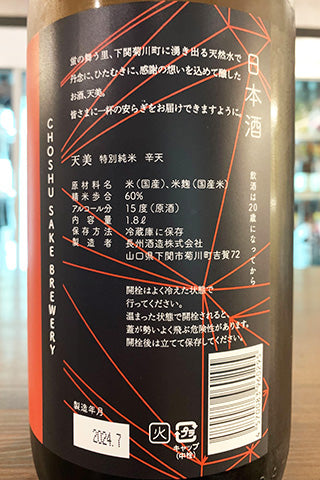 日本酒
飲酒は20歳になってから
蛍の舞う里、下関菊川町に湧き出る天然水で
丹念に、ひたむきに、感謝の想いを込めて醸した
お酒、天美。
皆さまに一杯の安らぎをお届けできますように
天美 特別純米 辛天
原材料名 米(国産)、米麹(国産米)
精米歩合 60%
アルコール分 15度(原酒)
内容量 1.8ℓ
保存方法 冷蔵庫に保存
製造者 長州酒造株式会社
山口県下関市菊川町吉賀72
開栓はよく冷えた状態で
行ってください。
温まった状態で開栓されると、
蓋が勢いよく飛ぶ危険性があります。
開栓後は立てて保存してください。
製造年月
2024.7
火
キャップ
(中栓)
CHOSHU SAKE BREWERY